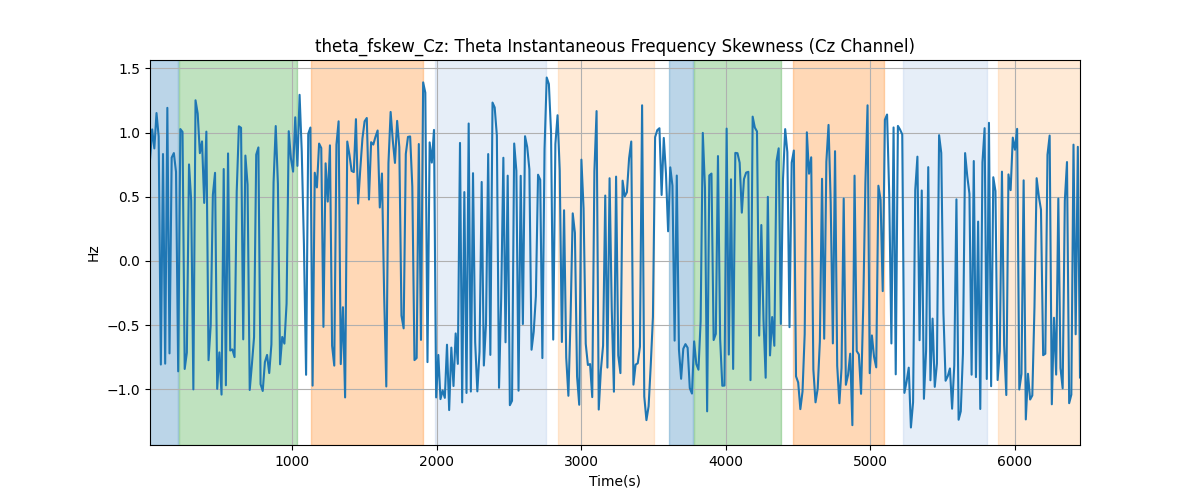 theta_fskew_Cz: Theta Instantaneous Frequency Skewness (Cz Channel)
1.5
1.0
0.5
0.0
−0.5
−1.0
Hz
1000 2000 3000 4000 5000 6000
Time(s)